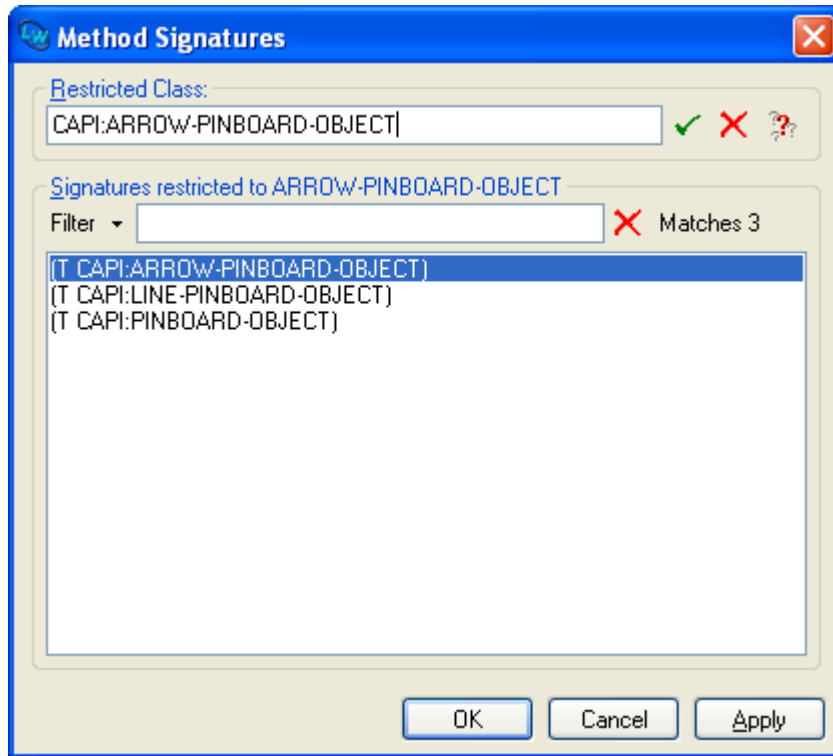 LW Method Signatures
Restricted Class:
CAPI:ARROW-PINBOARD-OBJECT
Signatures restricted to ARROW-PINBOARD-OBJECT
Filter Matches 3
(T CAPI:ARROW-PINBOARD-OBJECT)
(T CAPI:LINE-PINBOARD-OBJECT)
(T CAPI:PINBOARD-OBJECT)
OK Cancel Apply